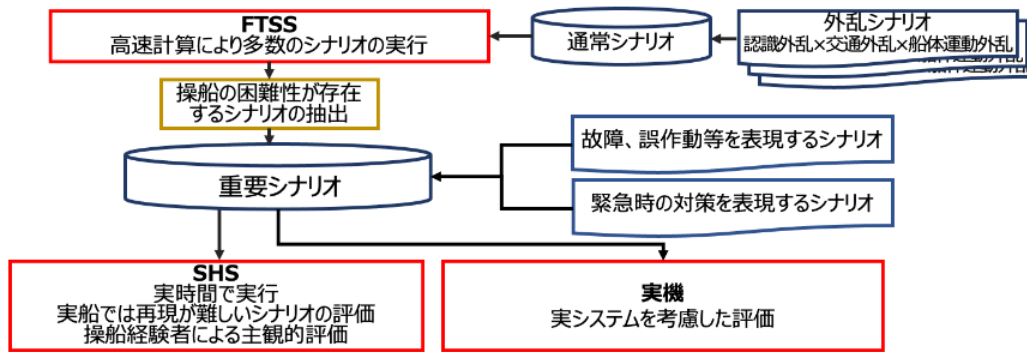 FTSS
高速計算により多数のシナリオの実行
通常シナリオ
外乱シナリオ
認識外乱×交通外乱×船体運動外乱
操船の困難性が存在
するシナリオの抽出
重要シナリオ
故障、誤作動等を表現するシナリオ
緊急時の対策を表現するシナリオ
SHS
実時間で実行
実船では再現が難しいシナリオの評価
操船経験者による主観的評価
実機
実システムを考慮した評価